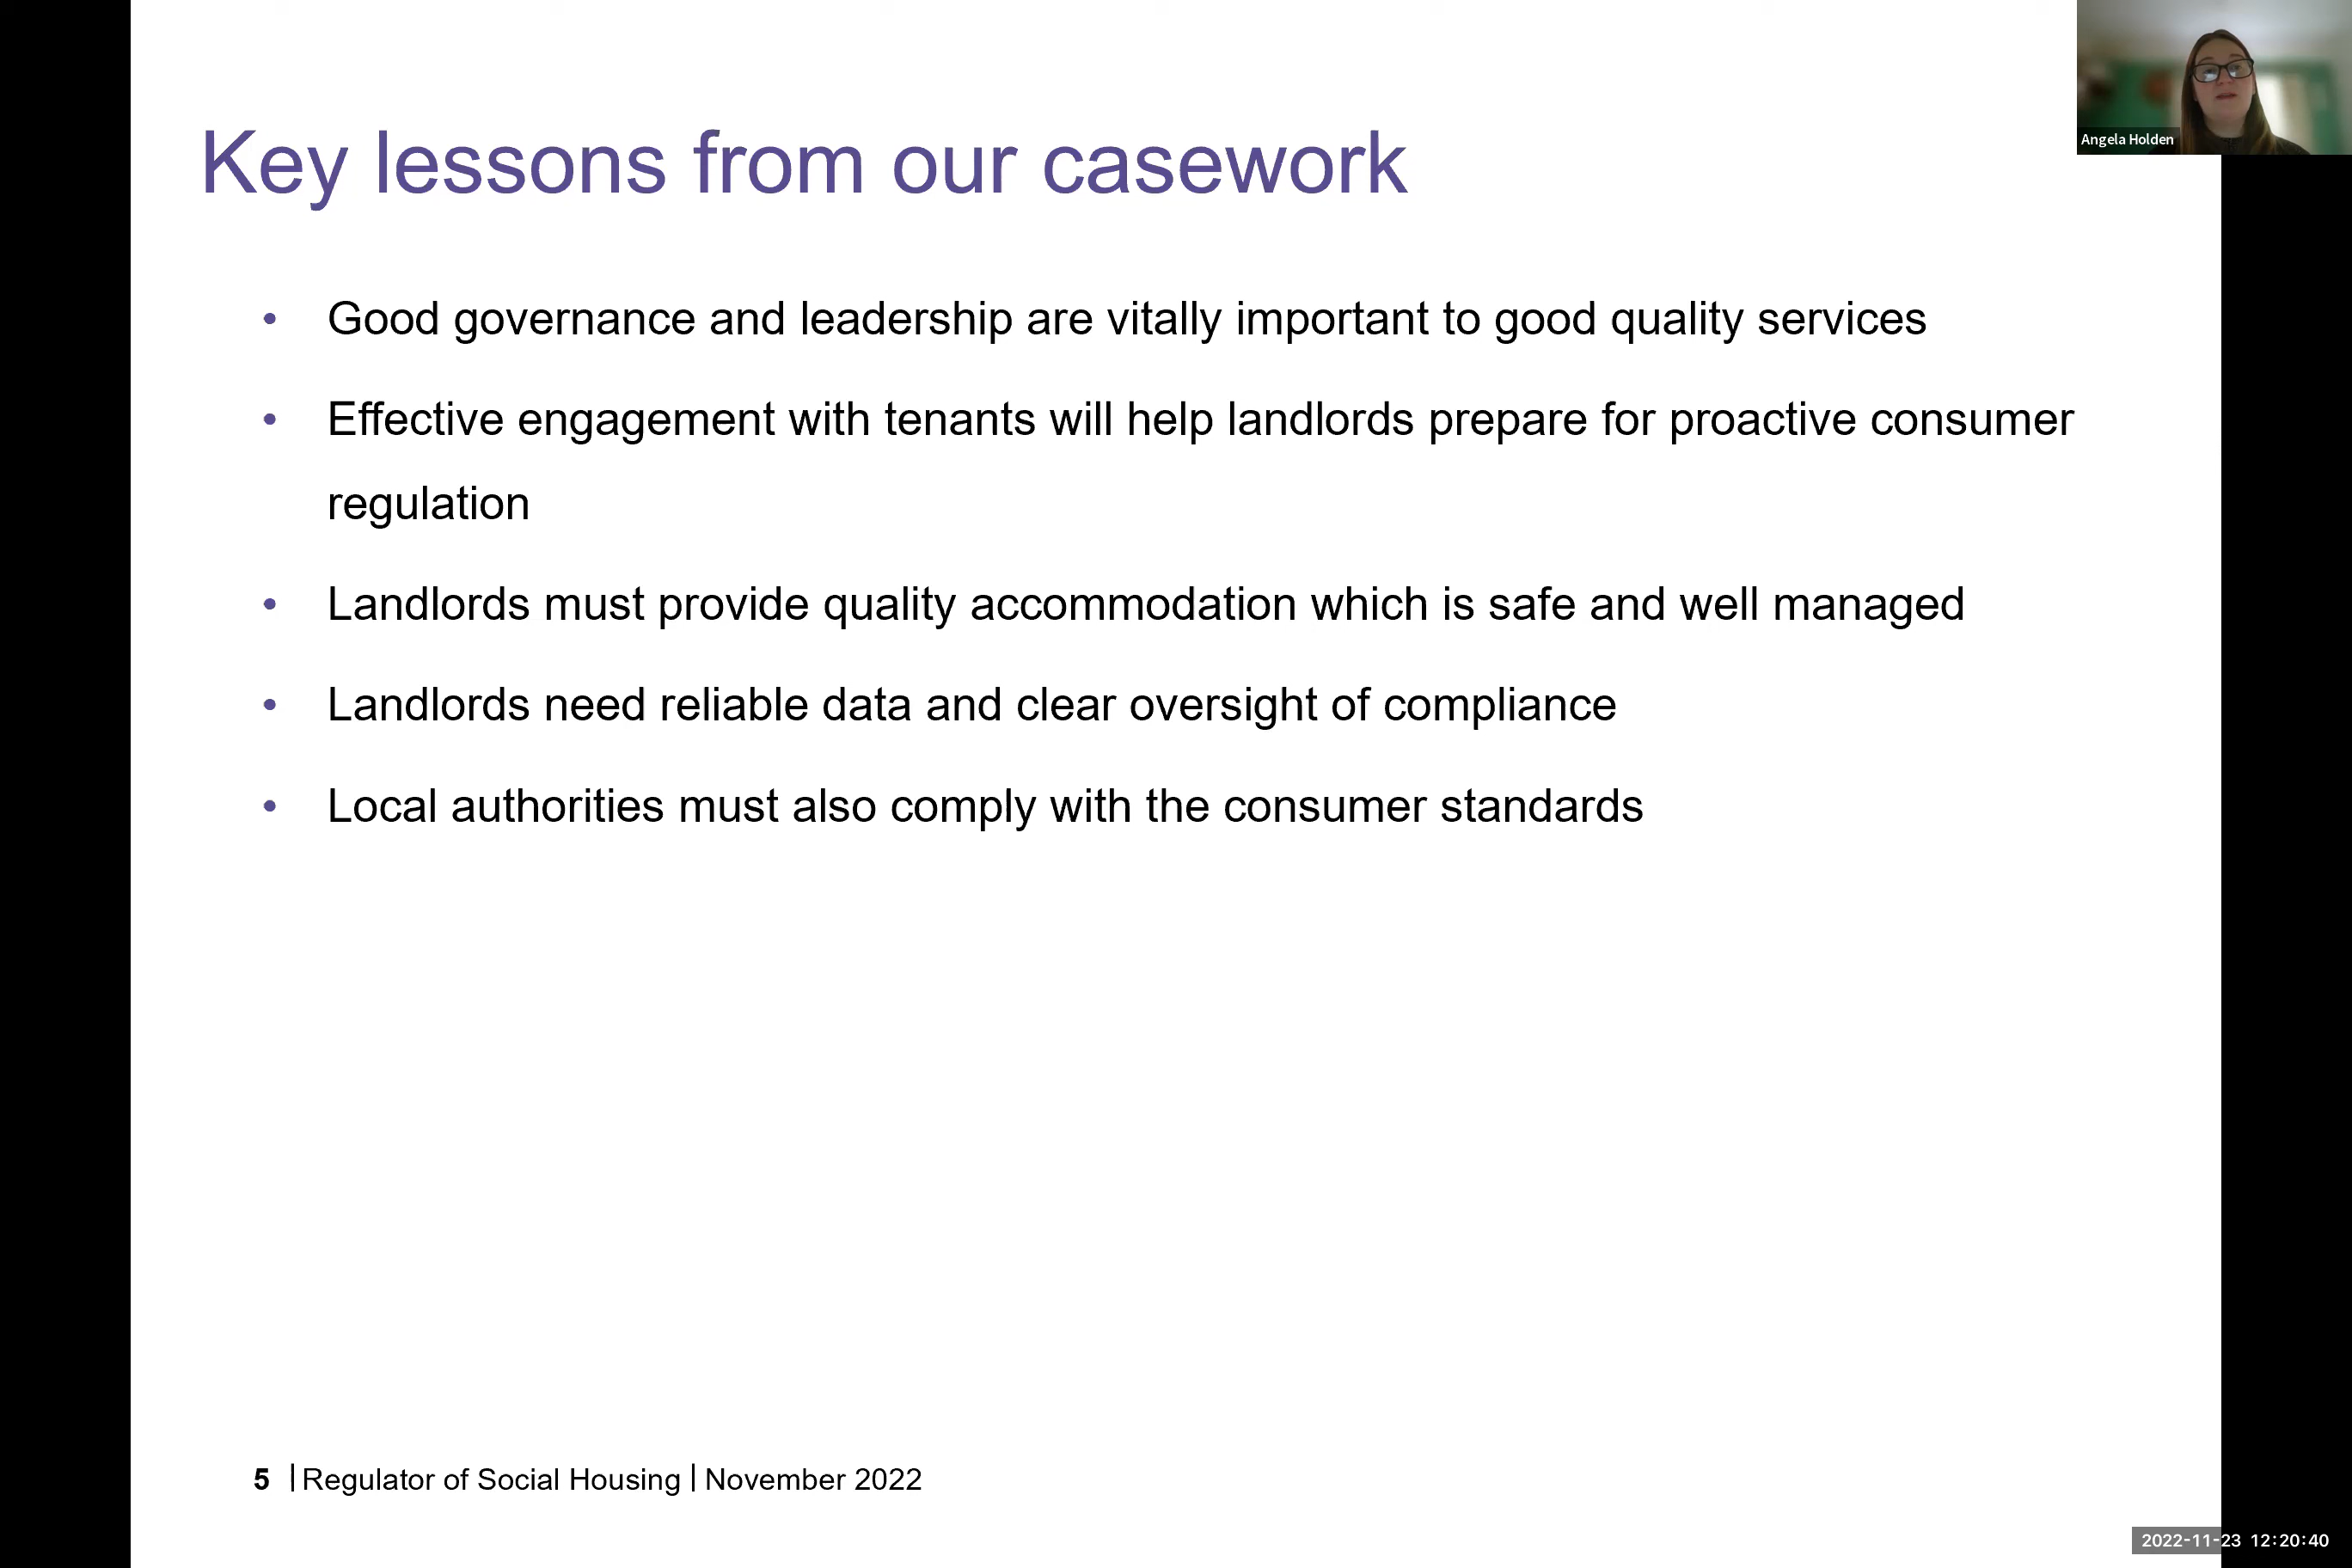 Angela Holden
Key lessons from our casework
• Good governance and leadership are vitally important to good quality services
• Effective engagement with tenants will help landlords prepare for proactive consumer
regulation
• Landlords must provide quality accommodation which is safe and well managed
• Landlords need reliable data and clear oversight of compliance
• Local authorities must also comply with the consumer standards
5 | Regulator of Social Housing | November 2022
2022-11-23 12:20:40